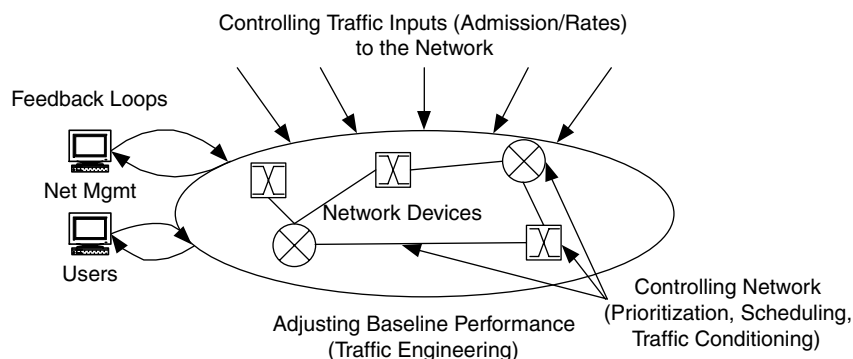 Controlling Traffic Inputs (Admission/Rates)
to the Network
Feedback Loops
Net Mgmt
Network Devices
Users
Controlling Network
(Prioritization, Scheduling,
Traffic Conditioning)
Adjusting Baseline Performance
(Traffic Engineering)